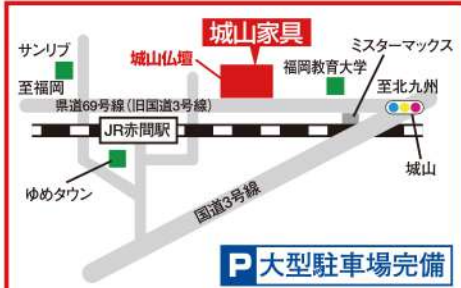 城山家具
城山仏壇
サンリブ
至福岡
福岡教育大学
ミスターマックス
至北九州
県道69号線(旧国道3号線)
JR赤間駅
城山
ゆめタウン
国道3号線
P 大型駐車場完備